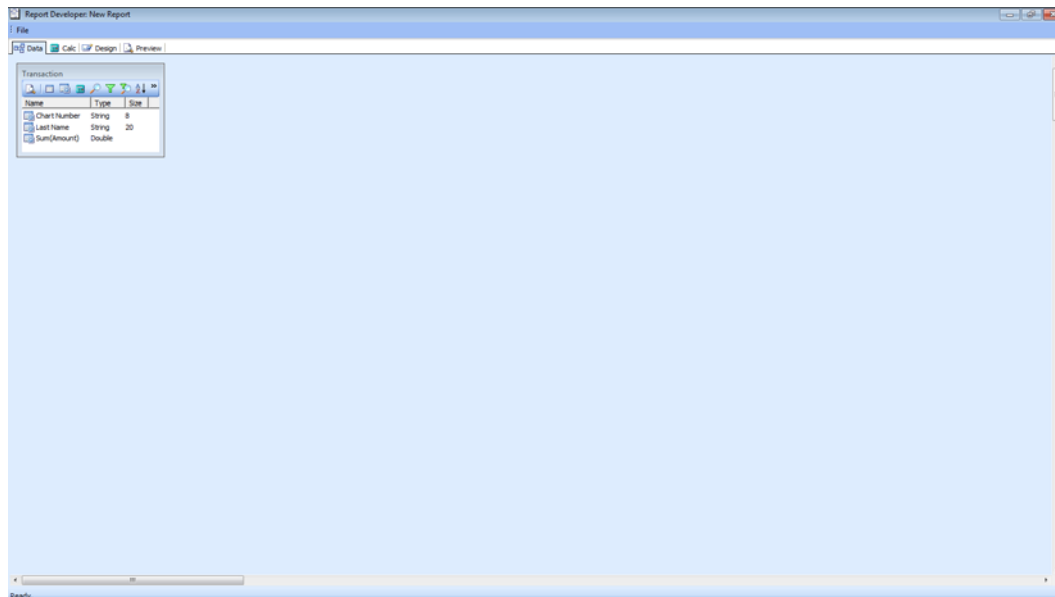 Report Developer: New Report
File
Data Calc Design Preview
Transaction
Name Type Size
Chart Number String 8
Last Name String 20
Sum(Amount) Double
Ready